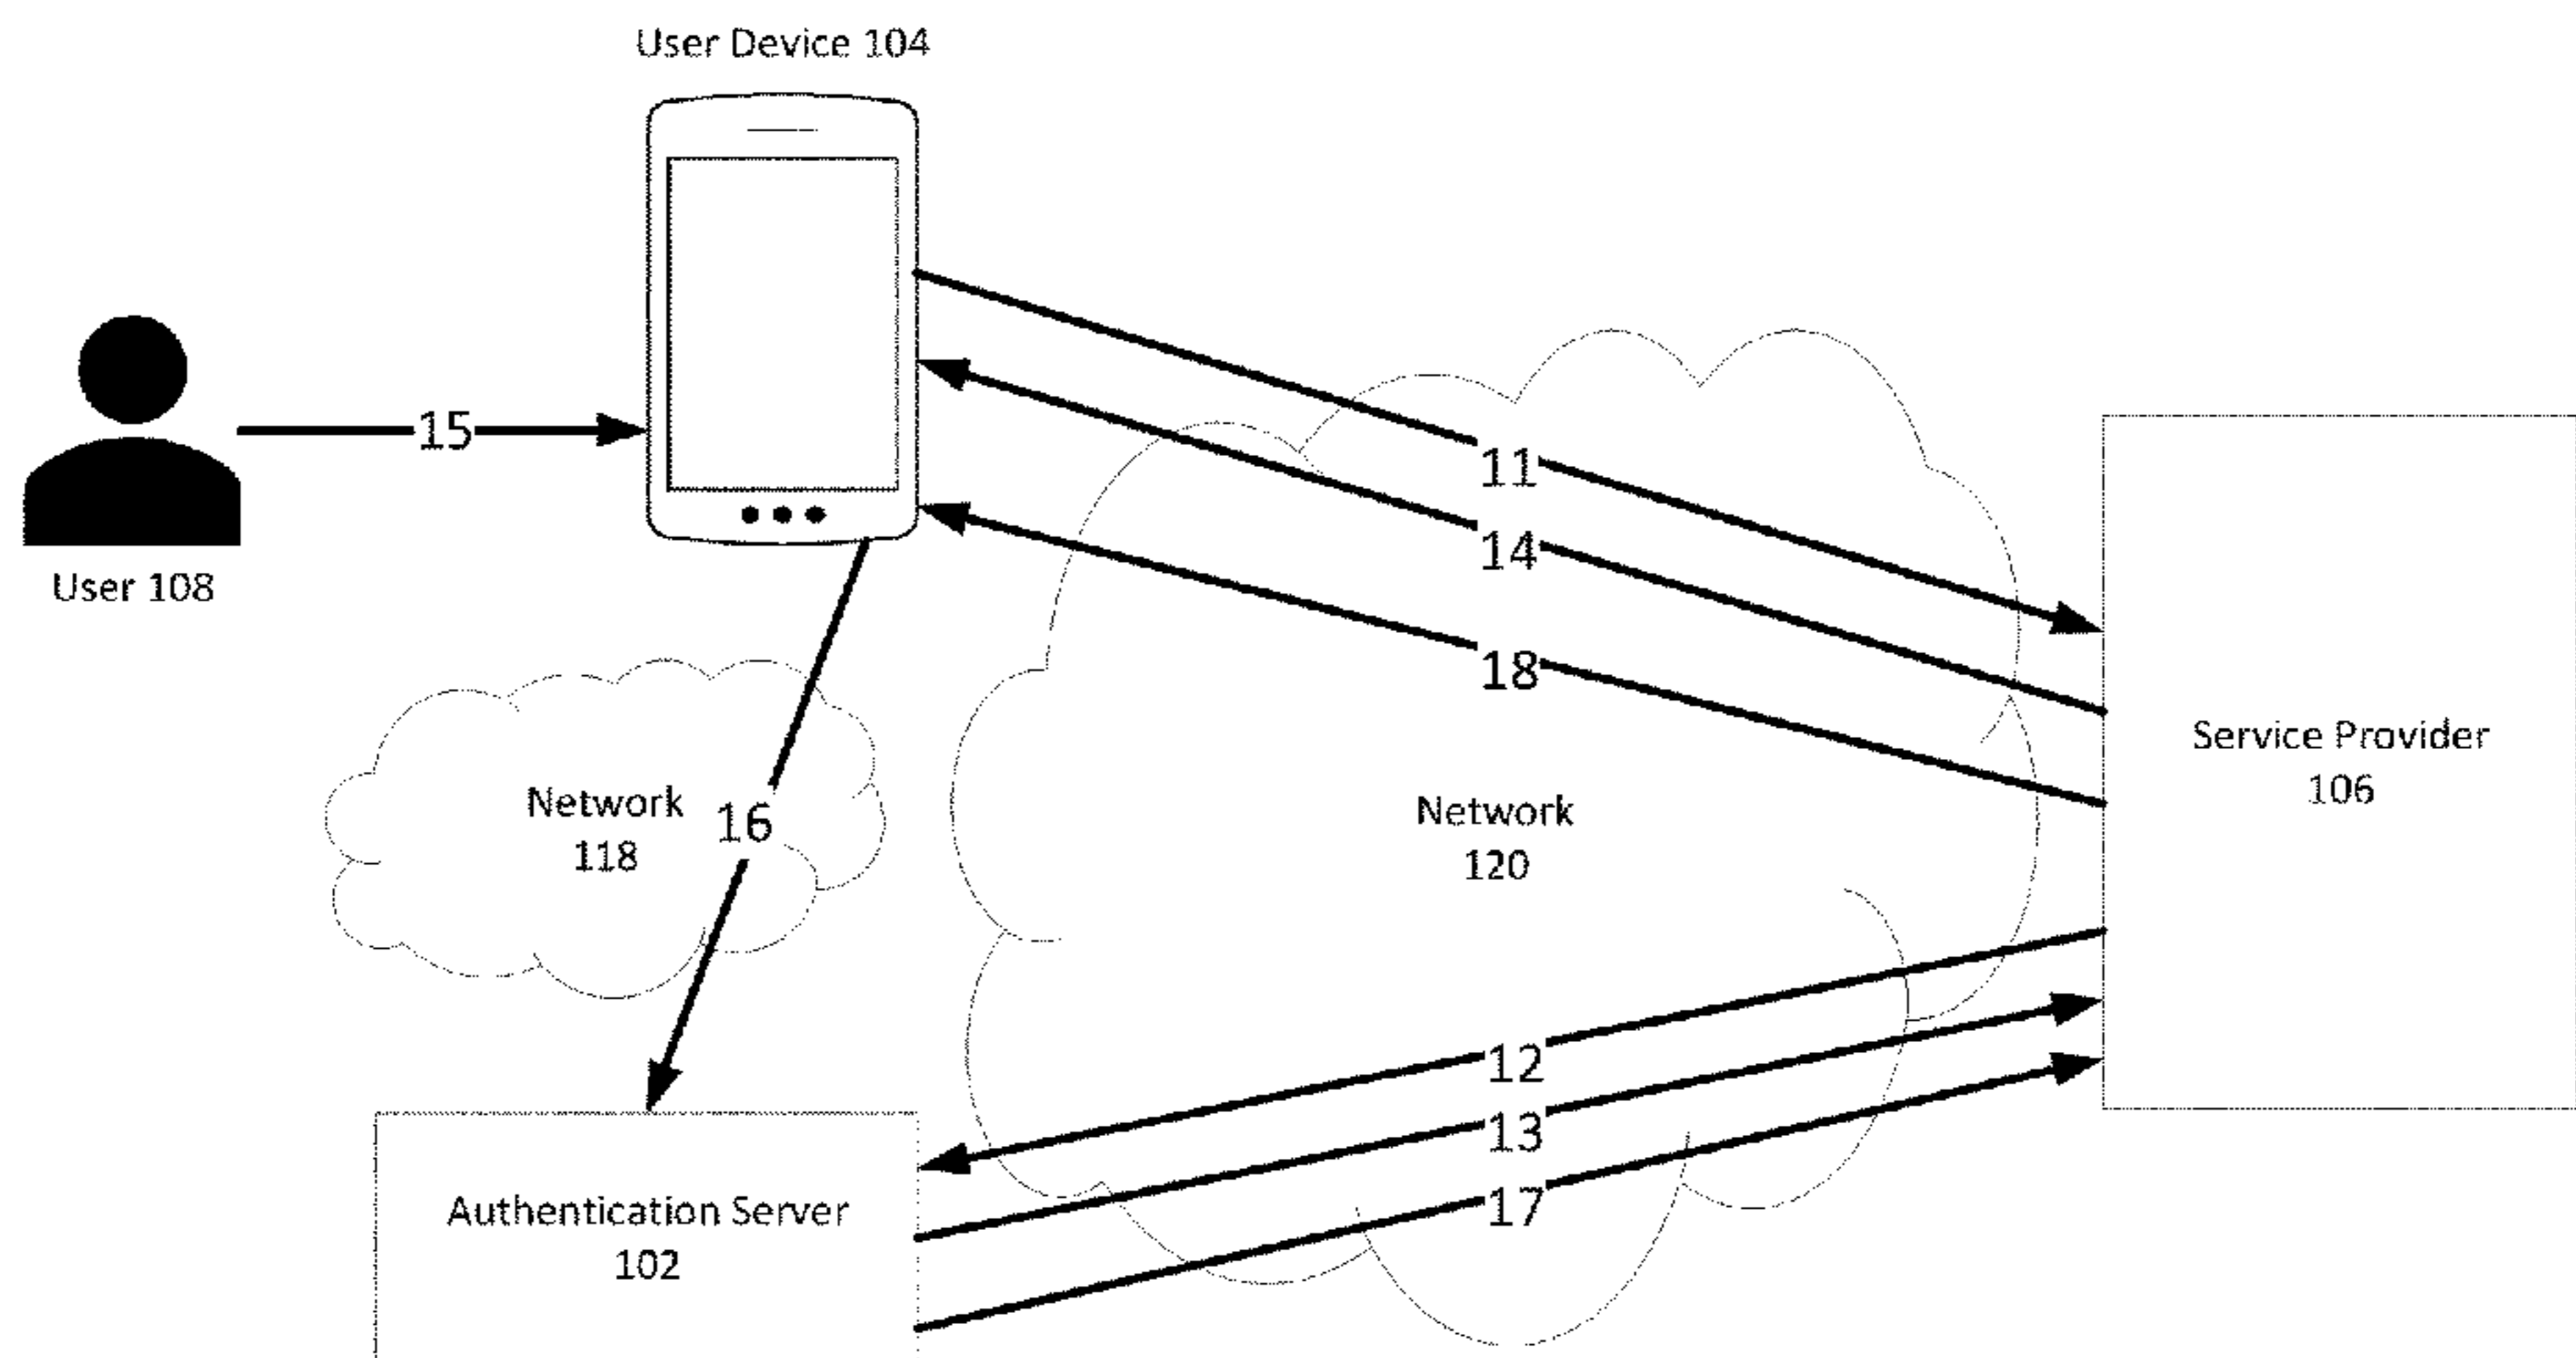 User Device 104
15
User 108
11
14
18
Service Provider
106
Network
118
16
Network
120
12
13
17
Authentication Server
102